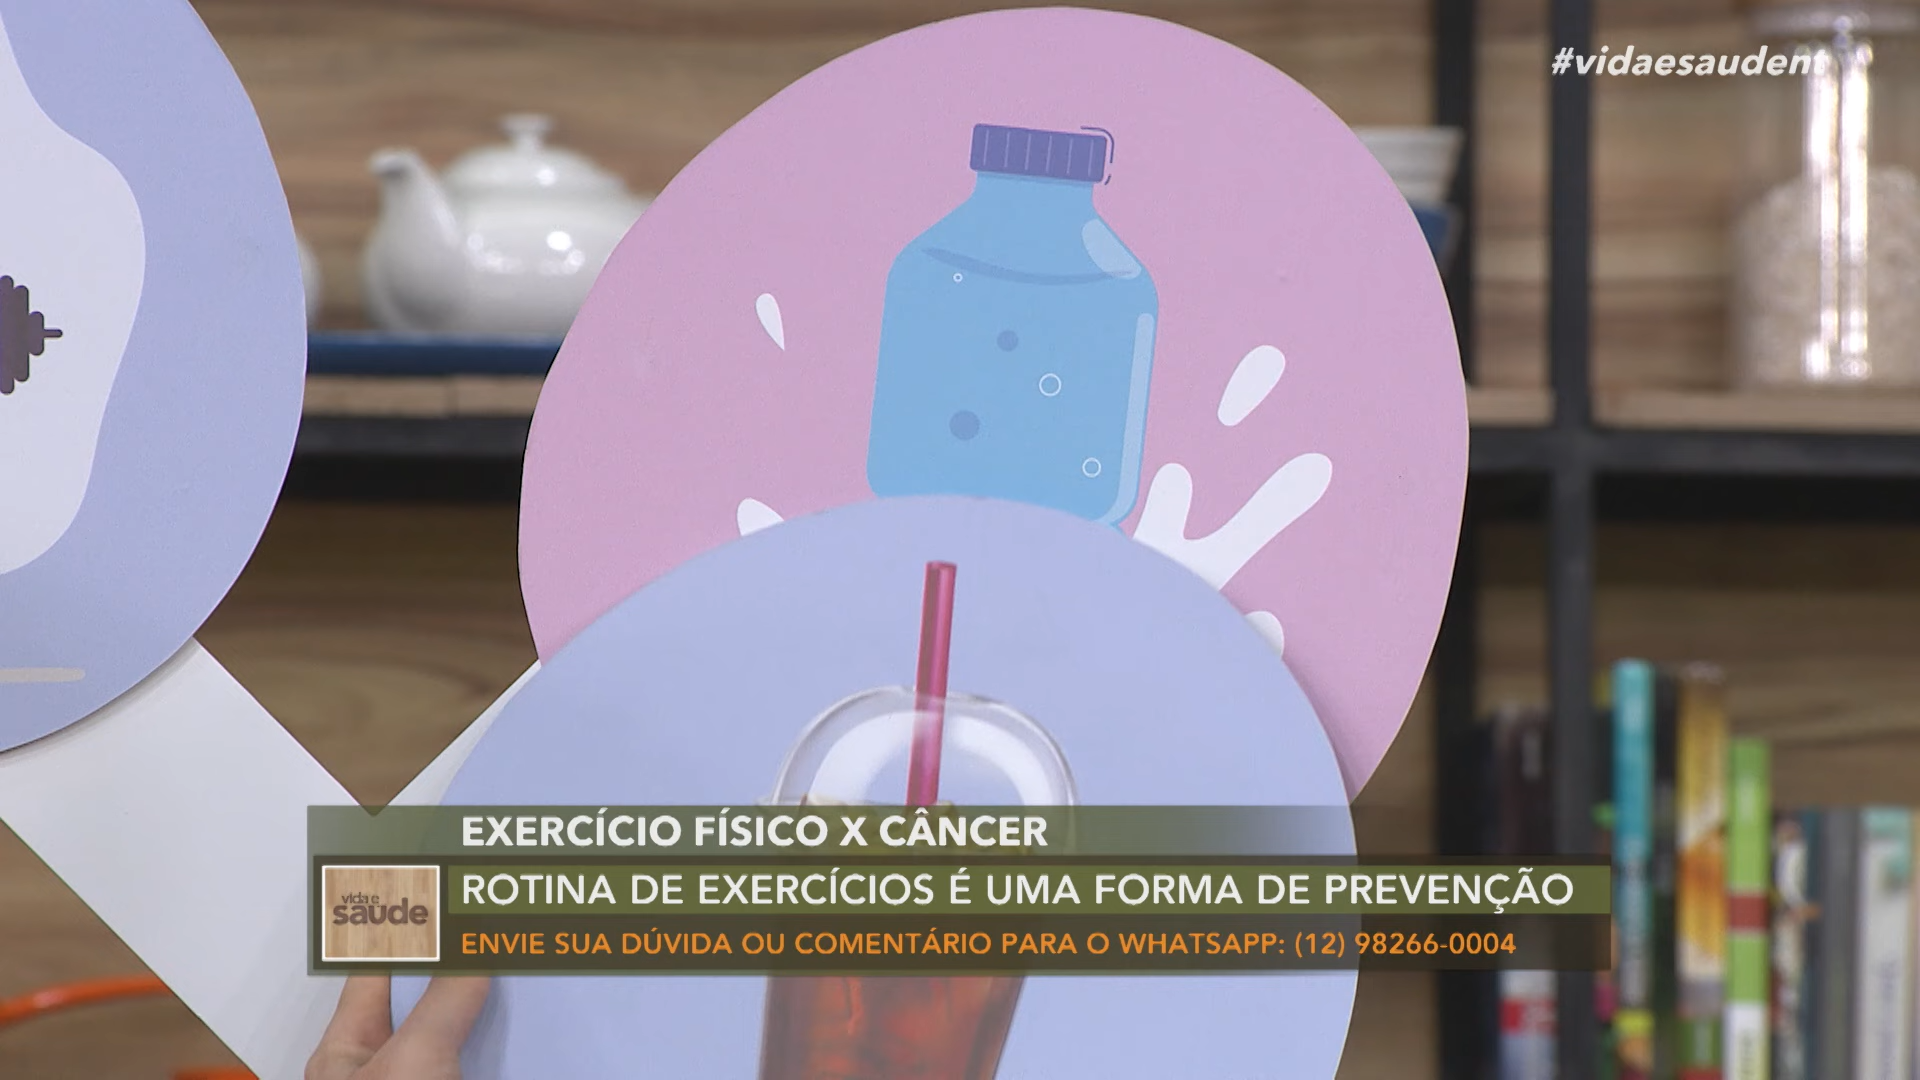 #vidaesaudent
EXERCÍCIO FÍSICO X CÂNCER
vida e
saúde
ROTINA DE EXERCÍCIOS É UMA FORMA DE PREVENÇÃO
ENVIE SUA DÚVIDA OU COMENTÁRIO PARA O WHATSAPP: (12) 98266-0004